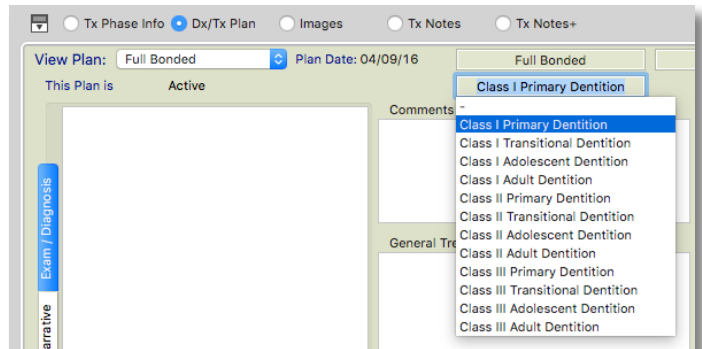 Tx Phase Info Dx/Tx Plan Images Tx Notes Tx Notes+
View Plan: Full Bonded Plan Date: 04/09/16 Full Bonded
This Plan is Active Class I Primary Dentition
Comments
-
Class I Primary Dentition
Class I Transitional Dentition
Class I Adolescent Dentition
Class I Adult Dentition
Class II Primary Dentition
Class II Transitional Dentition
Class II Adolescent Dentition
Class II Adult Dentition
Class III Primary Dentition
Class III Transitional Dentition
Class III Adolescent Dentition
Class III Adult Dentition
General Tre
Exam / Diagnosis
arrative